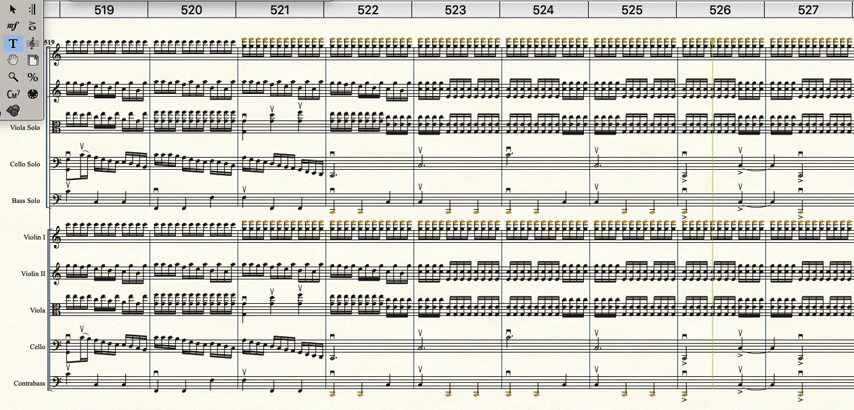 519 520 521 522 523 524 525 526 527
mf
T
%
CM7
519
Viola Solo
Cello Solo
Bass Solo
Violin I
Violin II
Viola
Cello
Contrabass